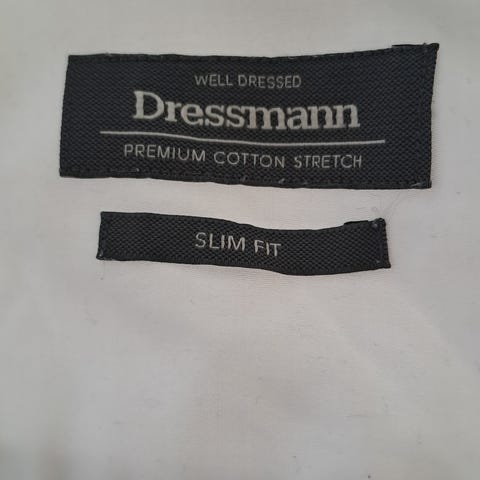 WELL DRESSED
Dressmann
PREMIUM COTTON STRETCH
SLIM FIT